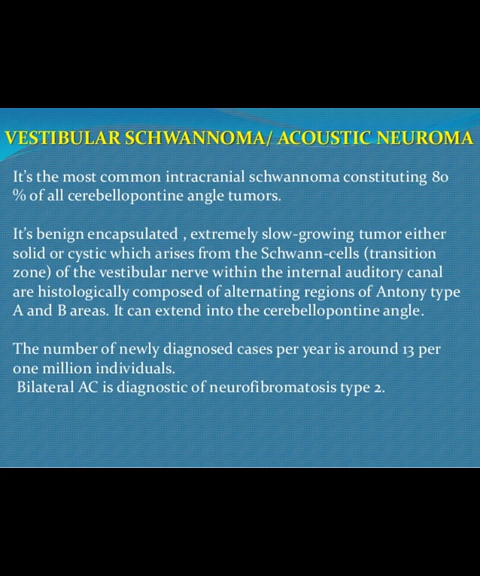 VESTIBULAR SCHWANNOMA/ ACOUSTIC NEUROMA
It's the most common intracranial schwannoma constituting 80
% of all cerebellopontine angle tumors.
It's benign encapsulated , extremely slow-growing tumor either
solid or cystic which arises from the Schwann-cells (transition
zone) of the vestibular nerve within the internal auditory canal
are histologically composed of alternating regions of Antony type
A and B areas. It can extend into the cerebellopontine angle.
The number of newly diagnosed cases per year is around 13 per
one million individuals.
Bilateral AC is diagnostic of neurofibromatosis type 2.